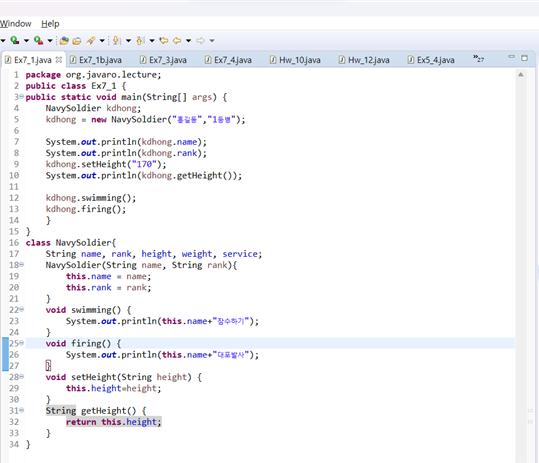 Window Help
Ex7_1.java Ex7_1b.java Ex7_3.java Ex7_4.java Hw_10.java Hw_12.java Ex5_4.java »27
1 package org.javaro.lecture;
2 public class Ex7_1 {
3 public static void main(String[] args) {
4 NavySoldier kdhong;
5 kdhong = new NavySoldier("홍길동","1등병");
6
7 System.out.println(kdhong.name);
8 System.out.println(kdhong.rank);
9 kdhong.setHeight("170");
10 System.out.println(kdhong.getHeight());
11
12 kdhong.swimming();
13 kdhong.firing();
14 }
15 }
16 class NavySoldier{
17 String name, rank, height, weight, service;
18 NavySoldier(String name, String rank){
19 this.name = name;
20 this.rank = rank;
21 }
22 void swimming() {
23 System.out.println(this.name+"잠수하기");
24 }
25 void firing() {
26 System.out.println(this.name+"대포발사");
27 }
28 void setHeight(String height) {
29 this.height=height;
30 }
31 String getHeight() {
32 return this.height;
33 }
34 }